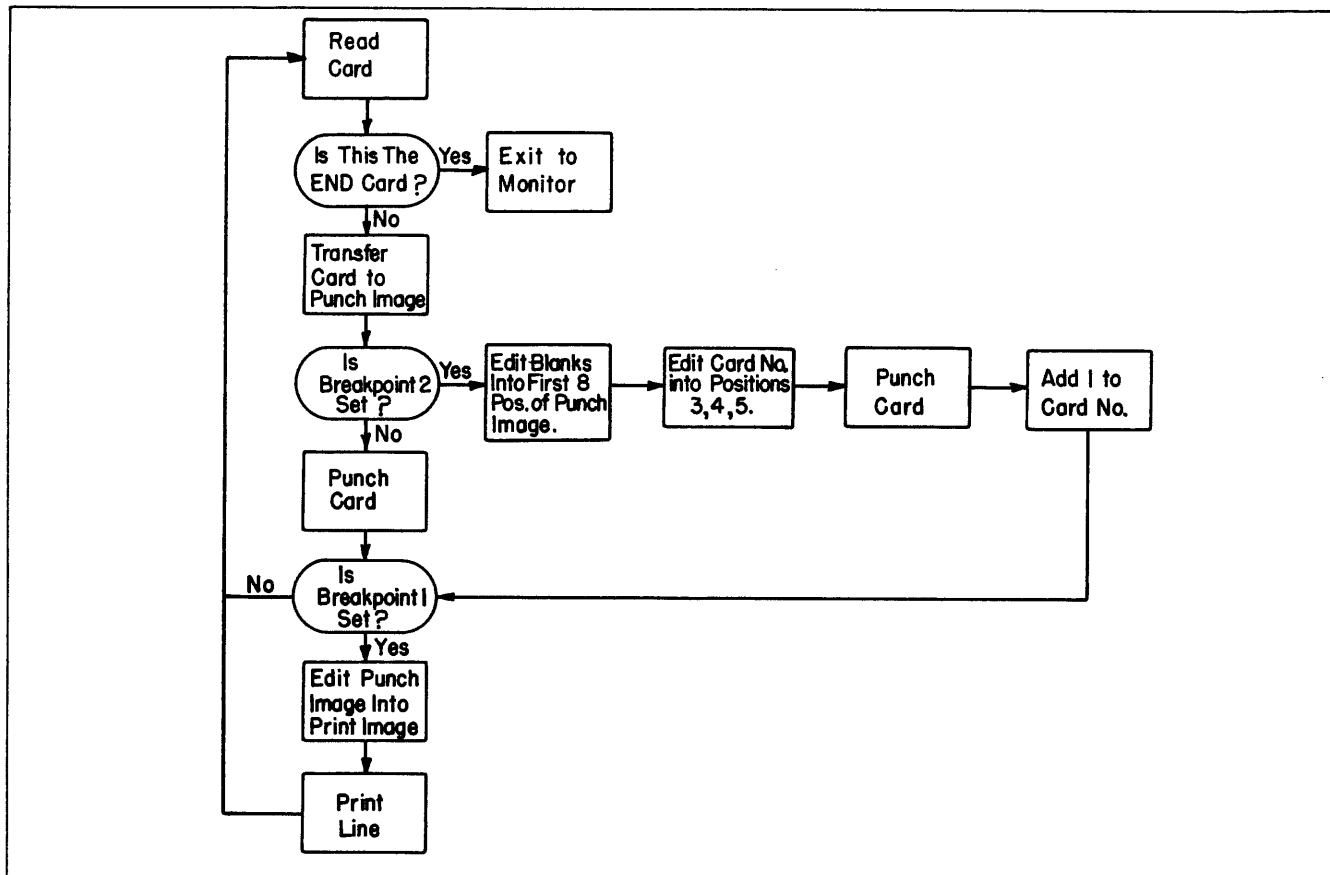 Read
Card
Is This The
END Card?
Yes
Exit to
Monitor
No
Transfer
Card to
Punch Image
Is
Breakpoint 2
Set?
Yes
Edit Blanks
Into First 8
Pos. of Punch
Image.
Edit Card No.
into Positions
3,4,5.
Punch
Card
Add 1 to
Card No.
No
Punch
Card
Is
Breakpoint 1
Set?
No
Yes
Edit Punch
Image Into
Print Image
Print
Line